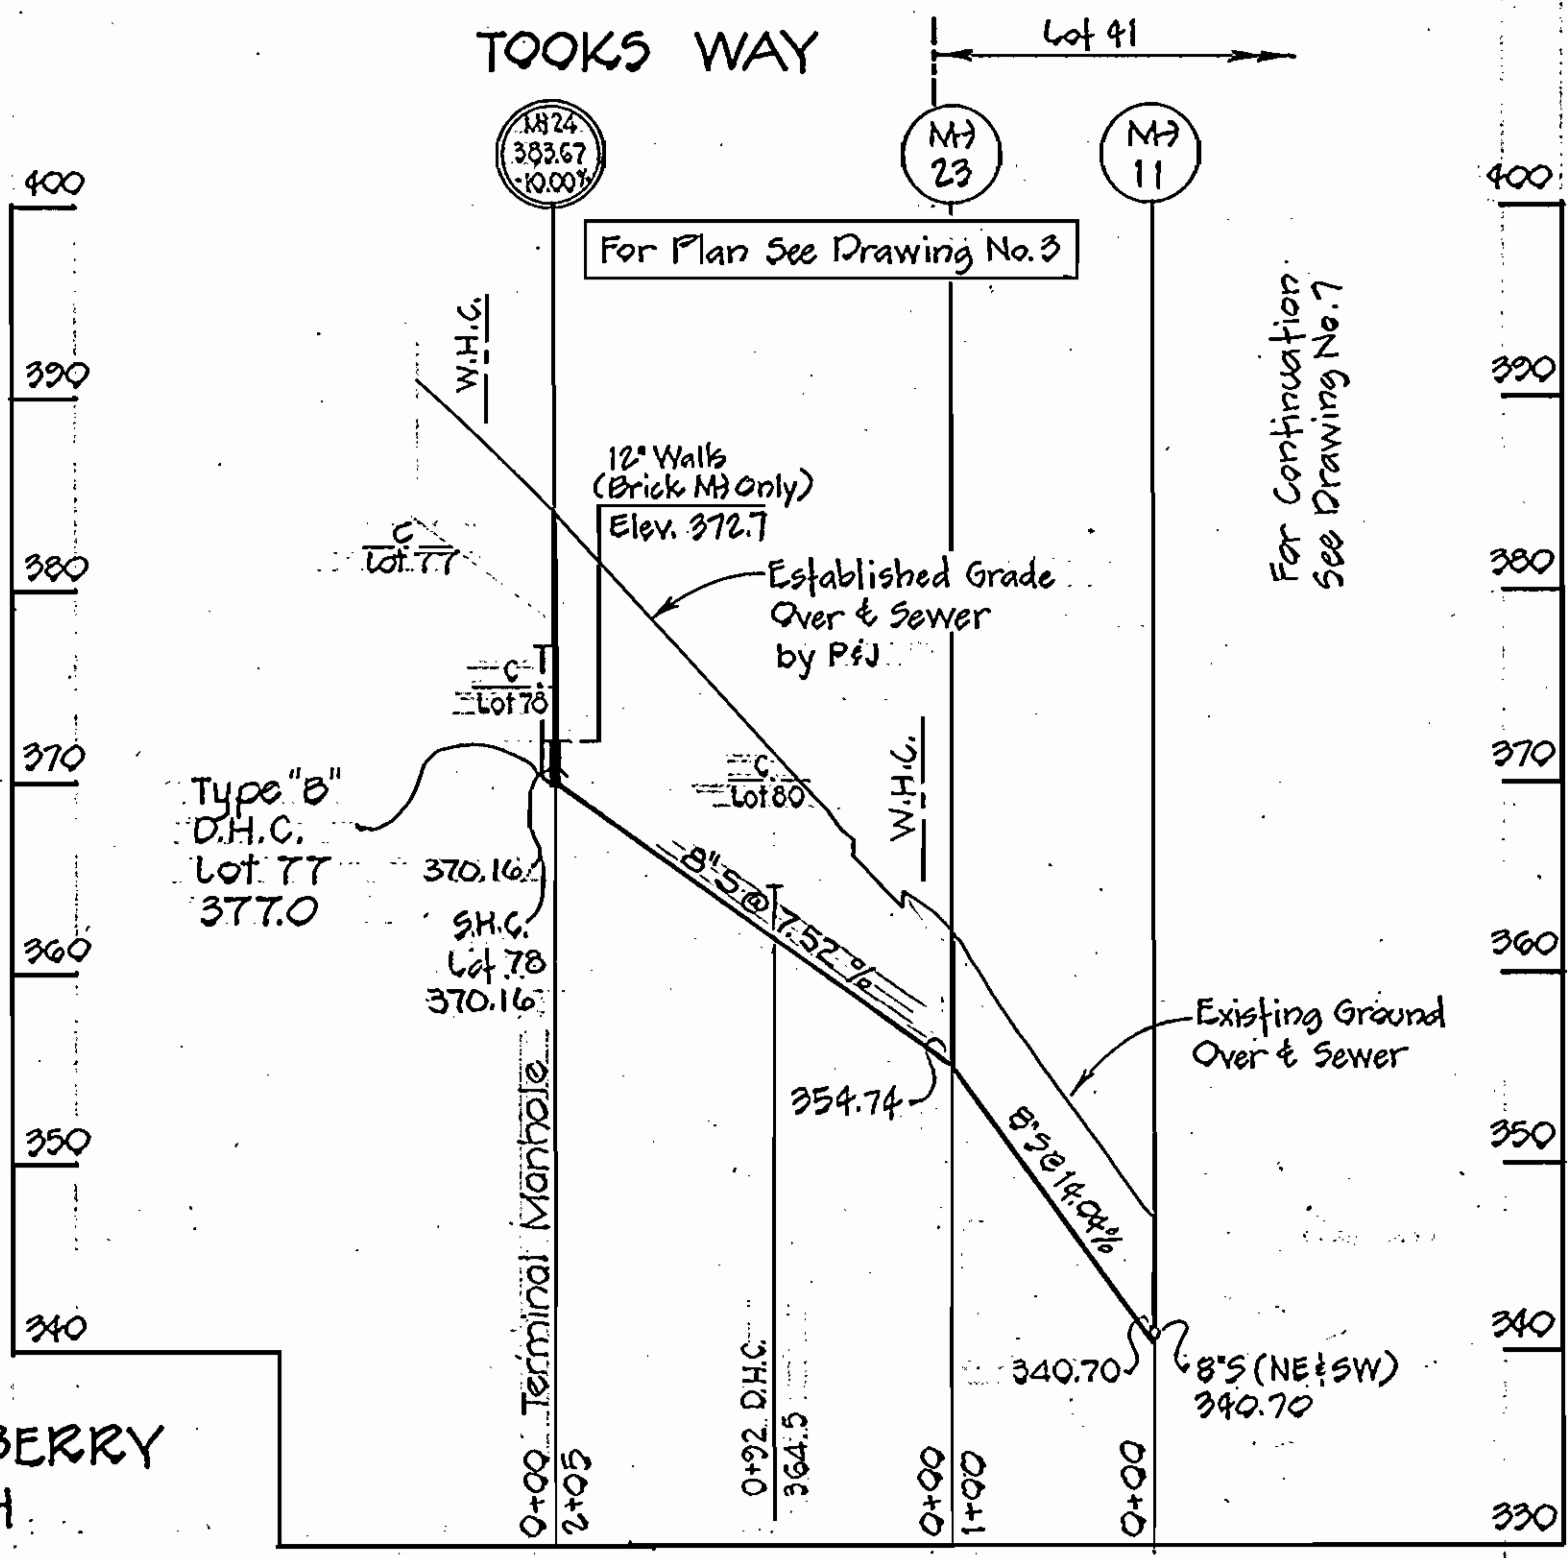 TOOKS WAY
Lot 41
MH 24
383.67
-10.00%
MH
23
MH
11
400
400
For Plan See Drawing No. 3
W.H.C.
For Continuation
See Drawing No. 7
390
390
12" Walls
(Brick MH Only)
Elev. 372.7
C
Lot 77
380
380
Established Grade
Over ℄ Sewer
by P&J
C
Lot 78
370
370
W.H.C.
C
Lot 80
Type "B"
D.H.C.
Lot 77
377.0
370.16
8"S @ 7.52 %
S.H.C.
Lot 78
370.16
360
360
Existing Ground
Over ℄ Sewer
354.74
8"S @ 14.04%
350
350
Terminal Manhole
340
340
340.70
8"S (NE & SW)
340.70
0+92 D.H.C.
364.5
BERRY
H
0+00
2+05
0+00
1+00
0+00
330